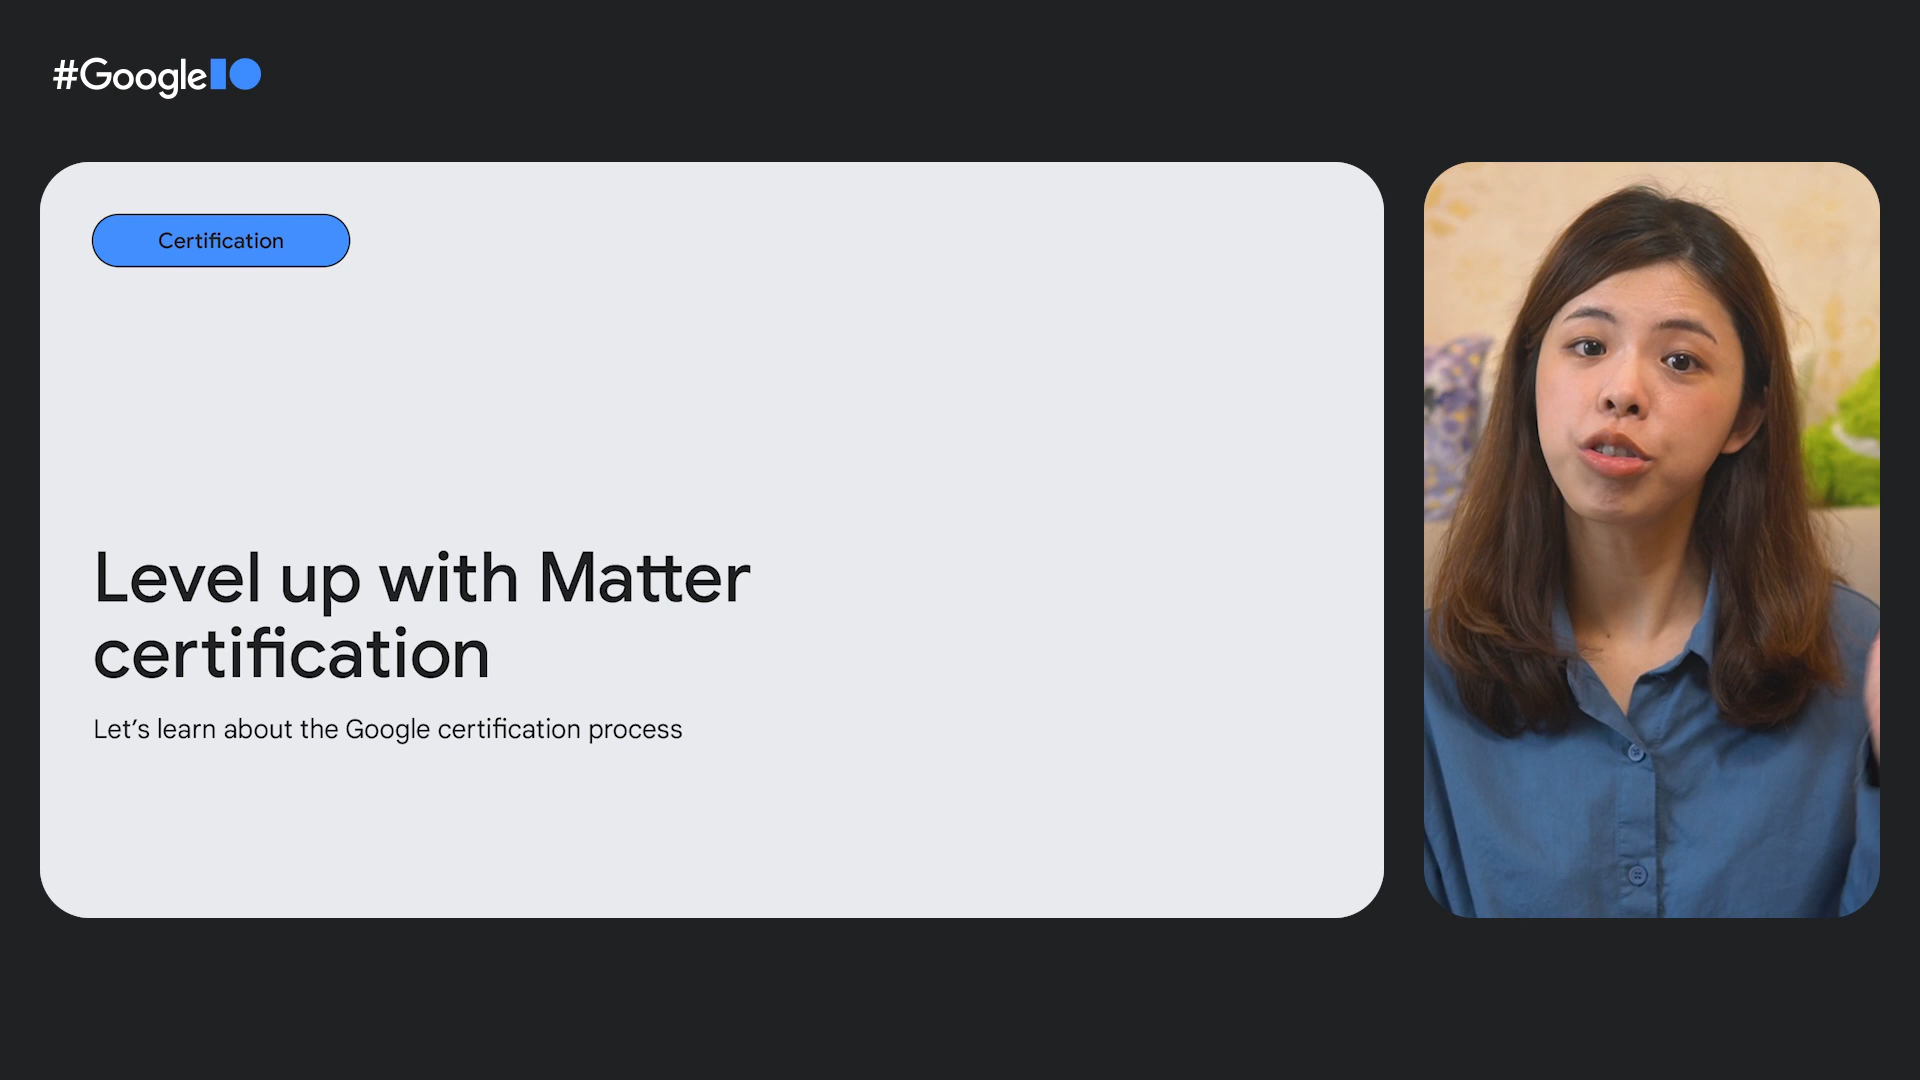 #GoogleIO
Certification
Level up with Matter
certification
Let’s learn about the Google certification process